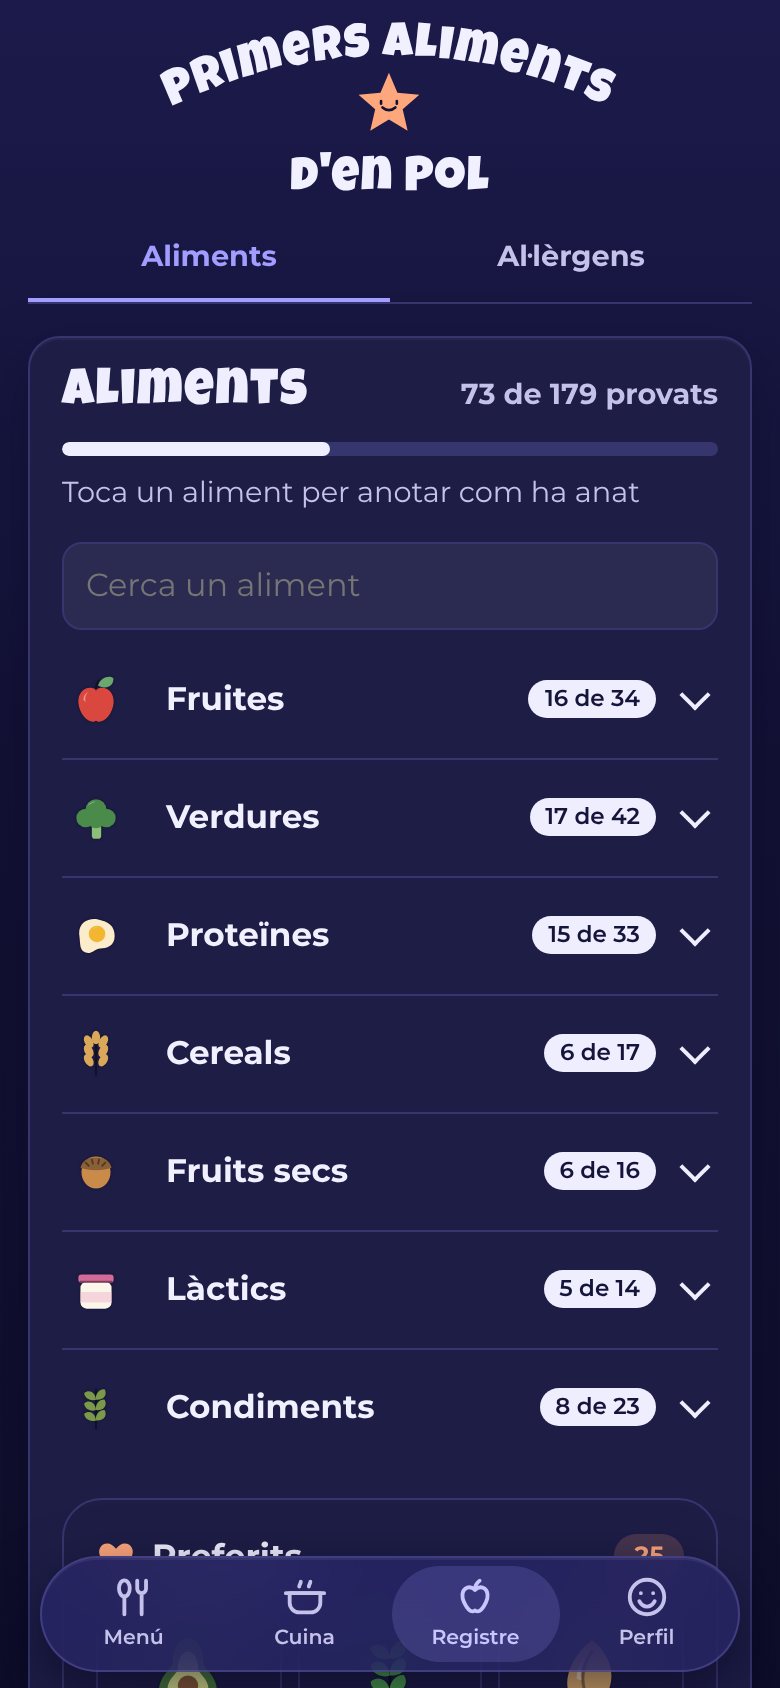 PRIMERS ALIMENTS
D'EN POL
Aliments
Al·lèrgens
ALIMENTS
73 de 179 provats
Toca un aliment per anotar com ha anat
Cerca un aliment
Fruites
16 de 34
Verdures
17 de 42
Proteïnes
15 de 33
Cereals
6 de 17
Fruits secs
6 de 16
Làctics
5 de 14
Condiments
8 de 23
Preferits
25
Menú
Cuina
Registre
Perfil